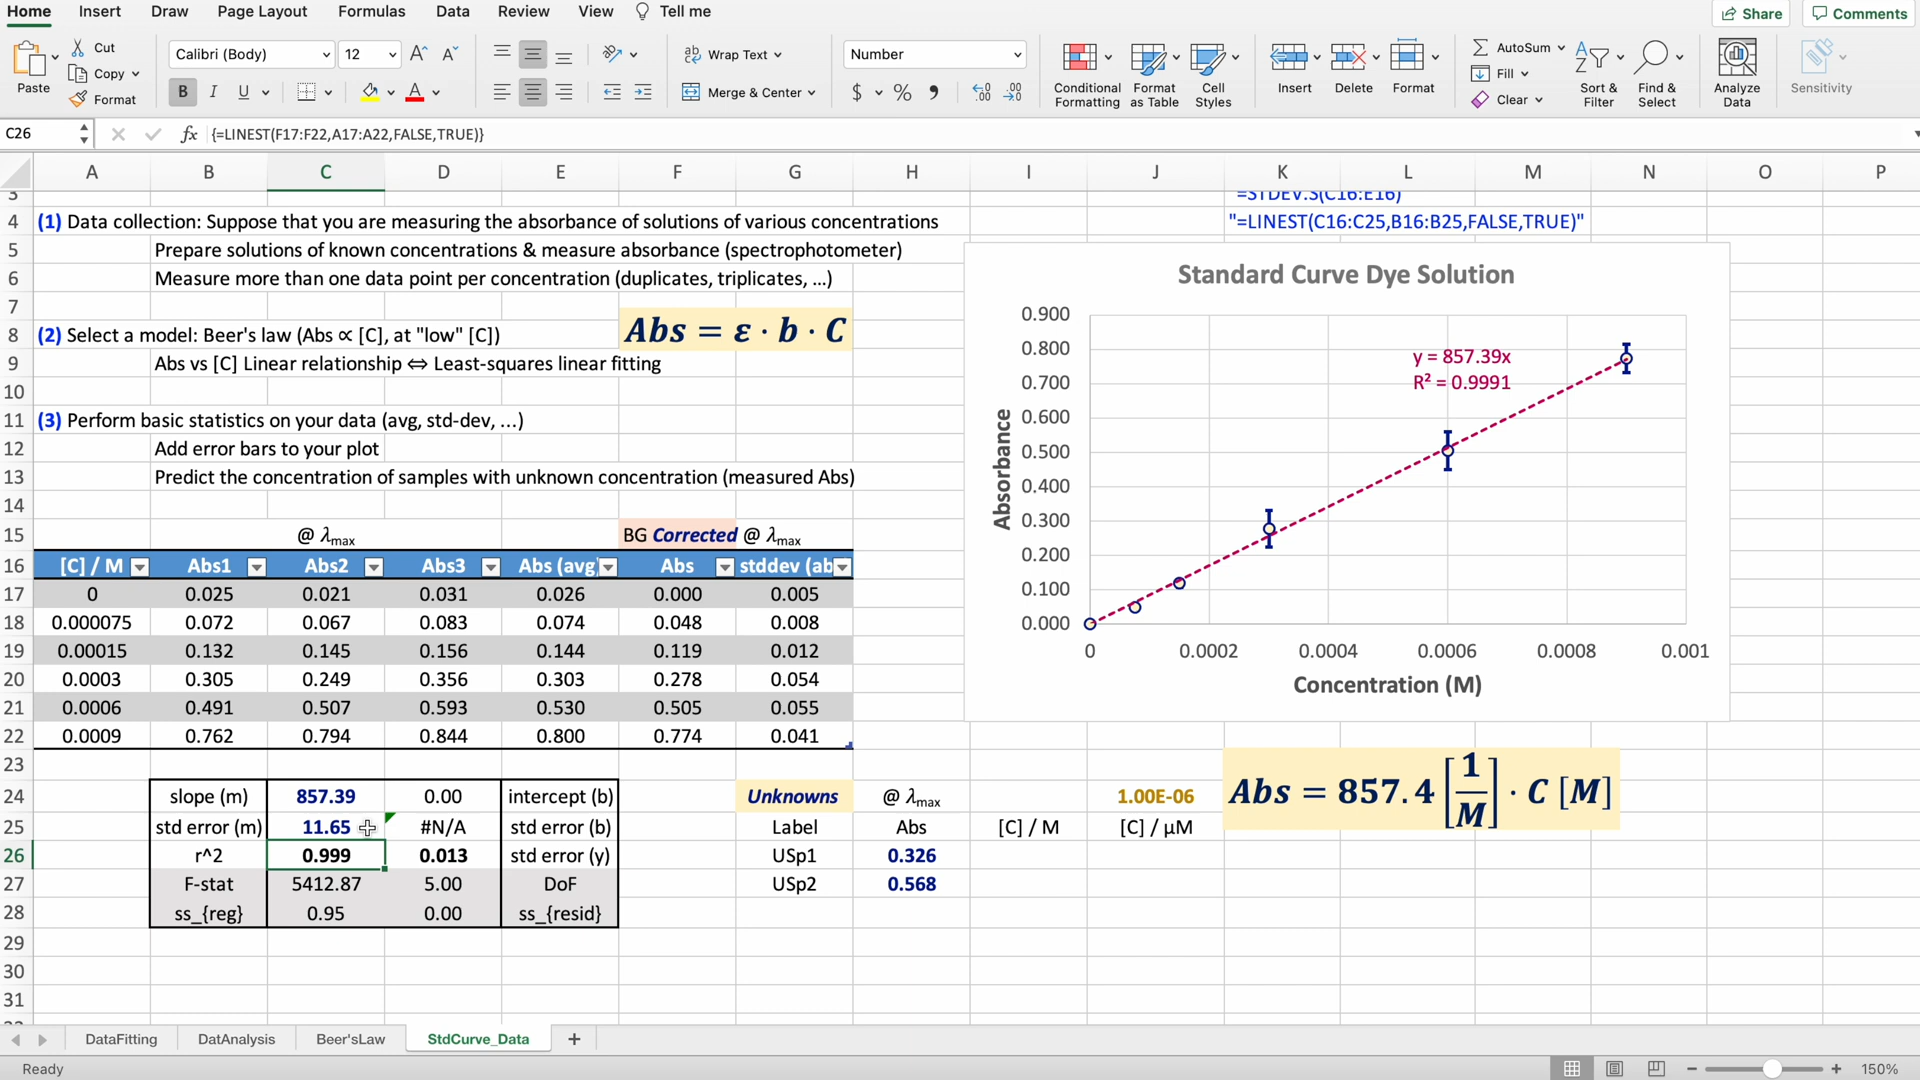 Home Insert Draw Page Layout Formulas Data Review View Tell me Share Comments
Cut
Calibri (Body) 12 Wrap Text Number AutoSum
Copy Fill
Paste Format B I U A Merge & Center $ % Conditional Formatting Format as Table Cell Styles Insert Delete Format Clear Sort & Filter Find & Select Analyze Data Sensitivity
C26 fx {=LINEST(F17:F22,A17:A22,FALSE,TRUE)}
A B C D E F G H I J K L M N O P
3 =STDEV.S(C16:E16)
4 (1) Data collection: Suppose that you are measuring the absorbance of solutions of various concentrations "=LINEST(C16:C25,B16:B25,FALSE,TRUE)"
5 Prepare solutions of known concentrations & measure absorbance (spectrophotometer)
6 Measure more than one data point per concentration (duplicates, triplicates, ...)
7
8 (2) Select a model: Beer's law (Abs ∝ [C], at "low" [C]) Abs = ε · b · C
9 Abs vs [C] Linear relationship ⇔ Least-squares linear fitting
10
11 (3) Perform basic statistics on your data (avg, std-dev, ...)
12 Add error bars to your plot
13 Predict the concentration of samples with unknown concentration (measured Abs)
14
15 @ λmax BG Corrected @ λmax
16 [C] / M Abs1 Abs2 Abs3 Abs (avg) Abs stddev (ab
17 0 0.025 0.021 0.031 0.026 0.000 0.005
18 0.000075 0.072 0.067 0.083 0.074 0.048 0.008
19 0.00015 0.132 0.145 0.156 0.144 0.119 0.012
20 0.0003 0.305 0.249 0.356 0.303 0.278 0.054
21 0.0006 0.491 0.507 0.593 0.530 0.505 0.055
22 0.0009 0.762 0.794 0.844 0.800 0.774 0.041
Standard Curve Dye Solution
y = 857.39x
R² = 0.9991
Absorbance
0.900
0.800
0.700
0.600
0.500
0.400
0.300
0.200
0.100
0.000
0 0.0002 0.0004 0.0006 0.0008 0.001
Concentration (M)
23
24 slope (m) 857.39 0.00 intercept (b) Unknowns @ λmax 1.00E-06
25 std error (m) 11.65 #N/A std error (b) Label Abs [C] / M [C] / μM
26 r^2 0.999 0.013 std error (y) USp1 0.326
27 F-stat 5412.87 5.00 DoF USp2 0.568
28 ss_{reg} 0.95 0.00 ss_{resid}
Abs = 857.4 [1/M] · C [M]
29
30
31
DataFitting DatAnalysis Beer'sLaw StdCurve_Data +
Ready 150%